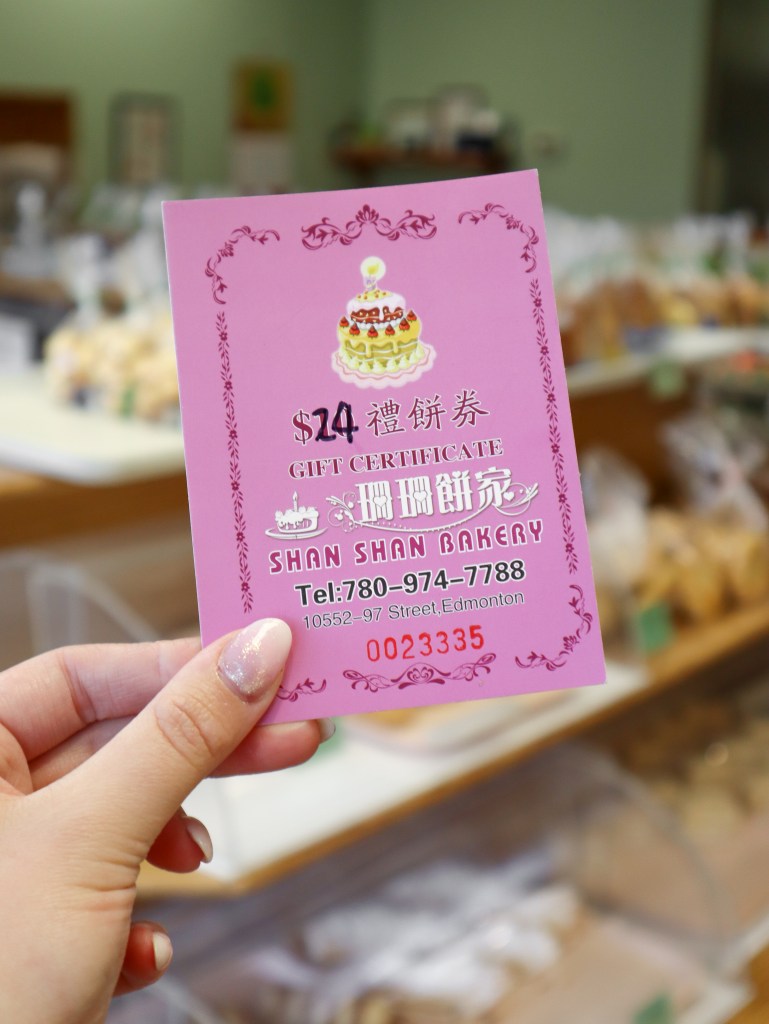 $24 禮餅券
GIFT CERTIFICATE
珊珊餅家
SHAN SHAN BAKERY
Tel:780-974-7788
10552-97 Street,Edmonton
0023335